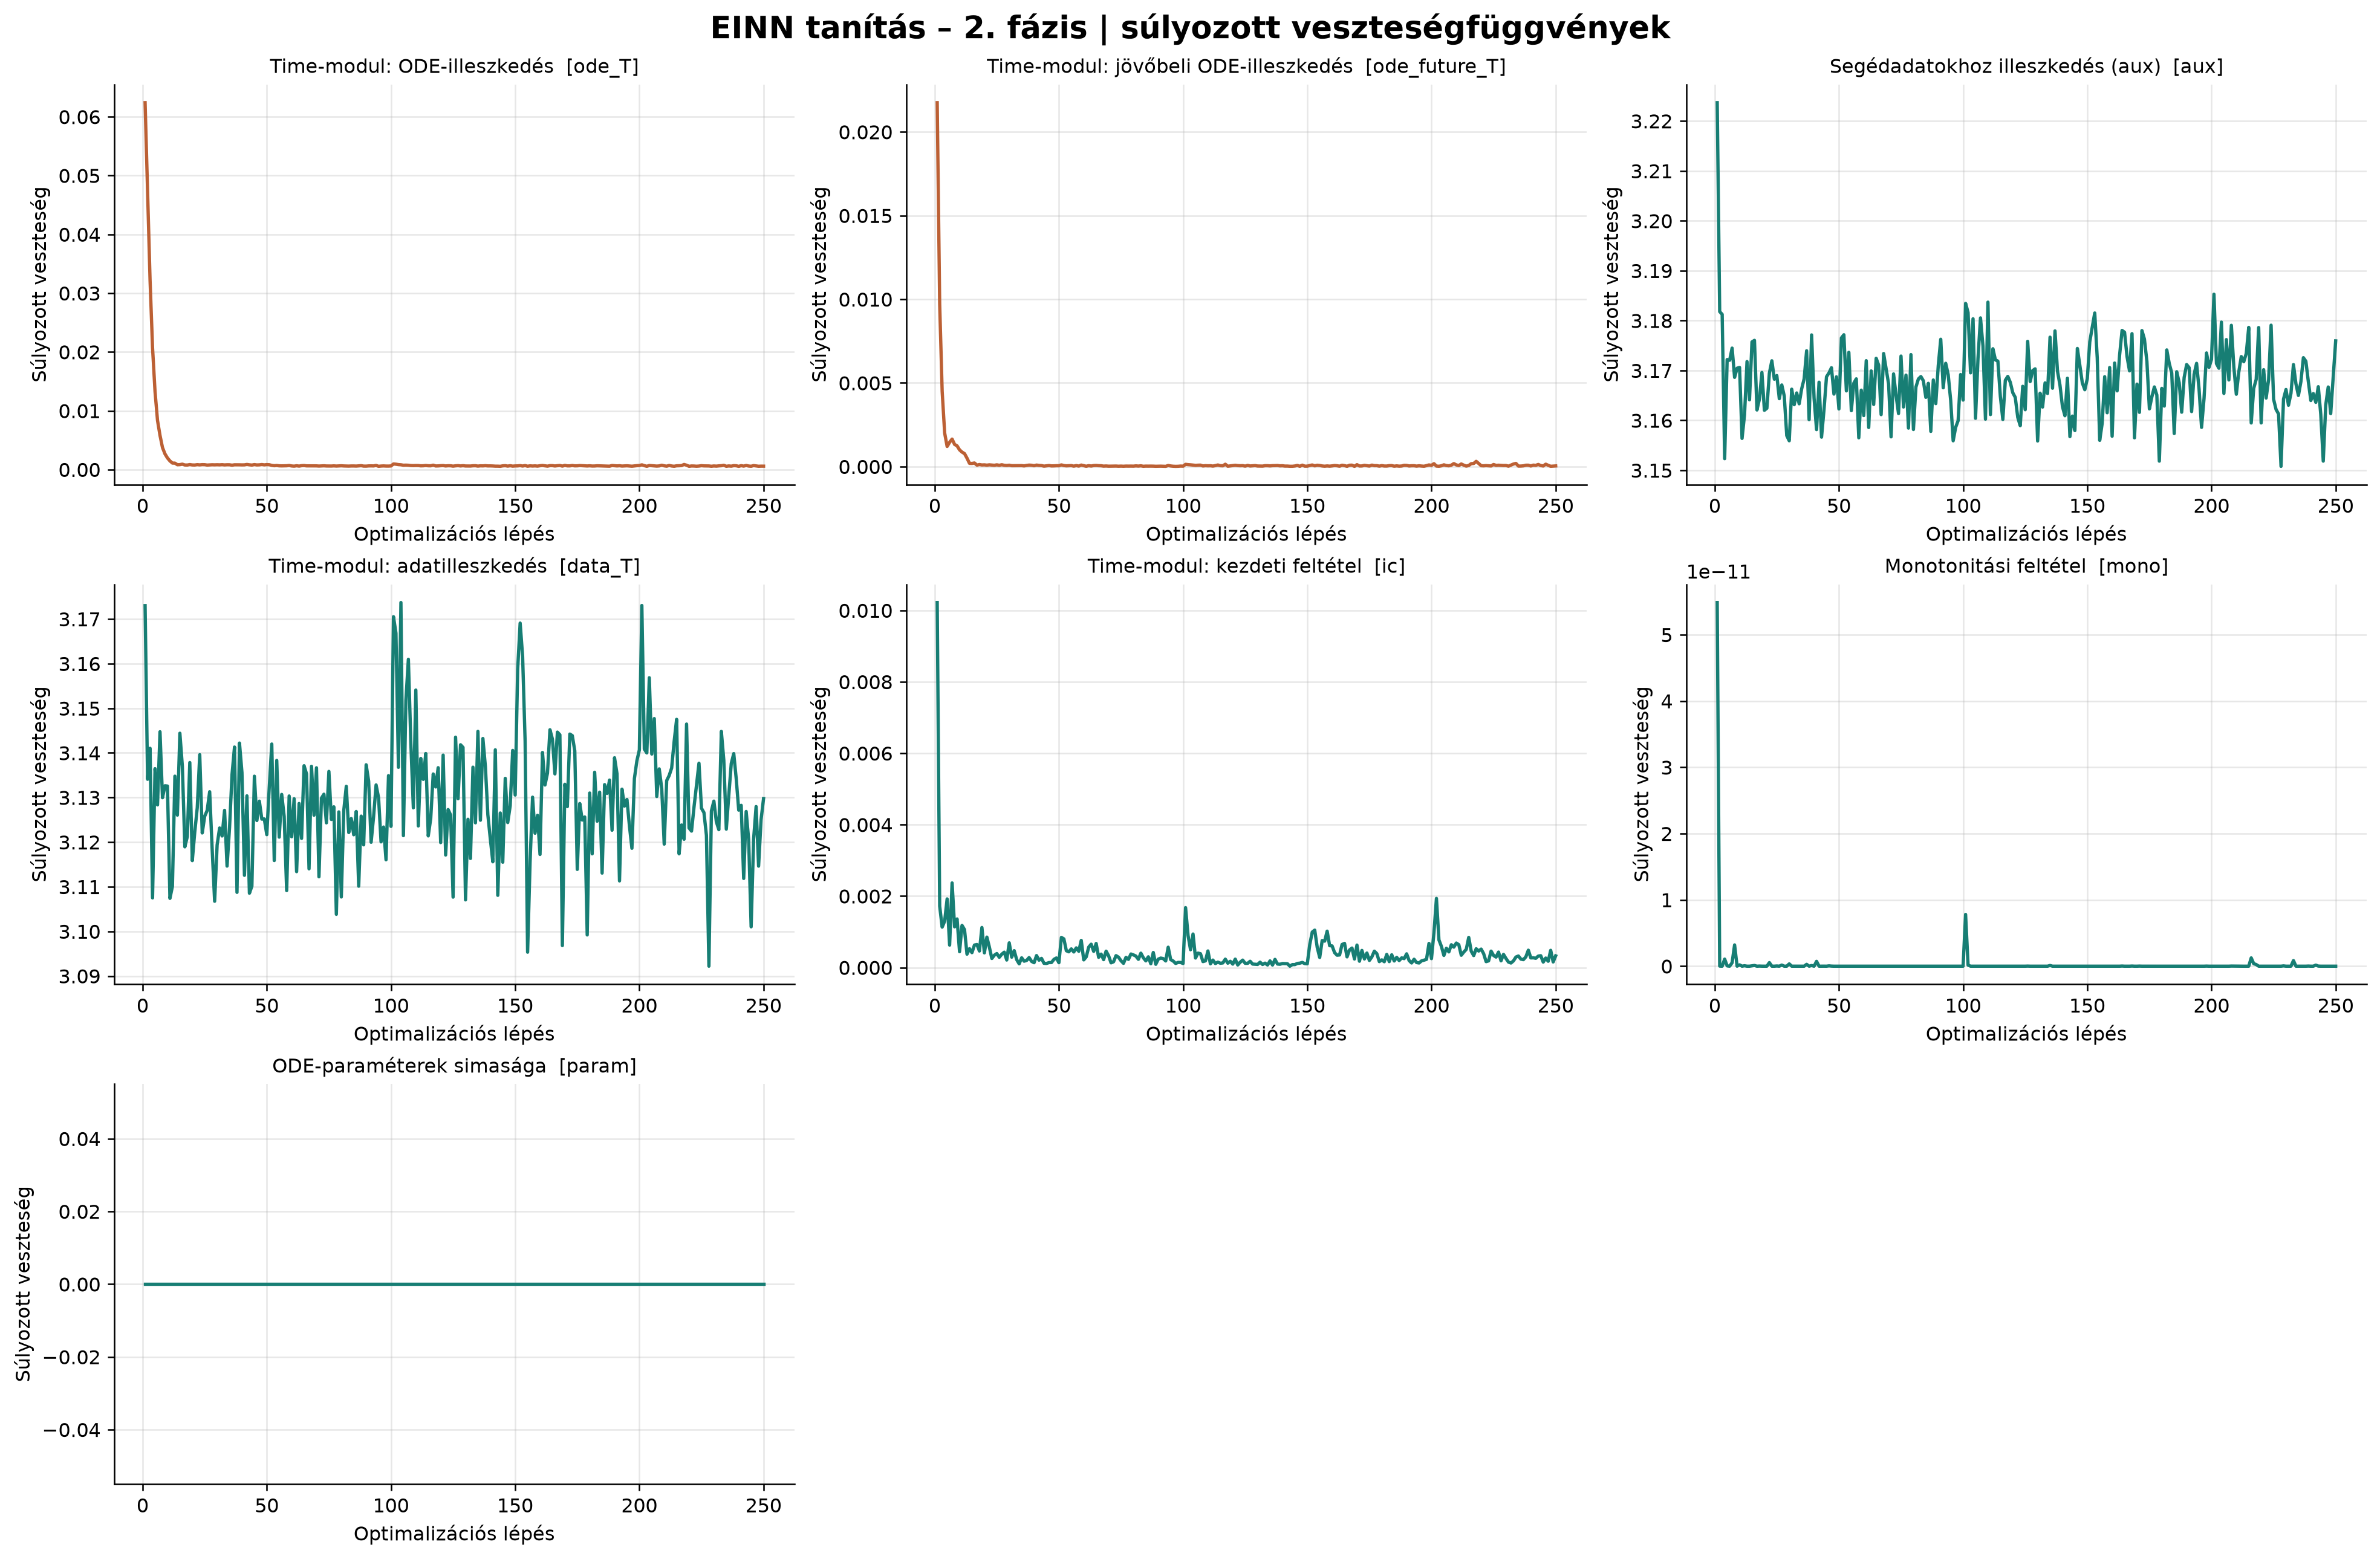 EINN tanítás – 2. fázis | súlyozott veszteségfüggvények
Time-modul: ODE-illeszkedés [ode_T]
Súlyozott veszteség
0.06
0.05
0.04
0.03
0.02
0.01
0.00
0 50 100 150 200 250
Optimalizációs lépés
Time-modul: jövőbeli ODE-illeszkedés [ode_future_T]
Súlyozott veszteség
0.020
0.015
0.010
0.005
0.000
0 50 100 150 200 250
Optimalizációs lépés
Segédadatokhoz illeszkedés (aux) [aux]
Súlyozott veszteség
3.22
3.21
3.20
3.19
3.18
3.17
3.16
3.15
0 50 100 150 200 250
Optimalizációs lépés
Time-modul: adatilleszkedés [data_T]
Súlyozott veszteség
3.17
3.16
3.15
3.14
3.13
3.12
3.11
3.10
3.09
0 50 100 150 200 250
Optimalizációs lépés
Time-modul: kezdeti feltétel [ic]
Súlyozott veszteség
0.010
0.008
0.006
0.004
0.002
0.000
0 50 100 150 200 250
Optimalizációs lépés
Monotonitási feltétel [mono]
1e−11
Súlyozott veszteség
5
4
3
2
1
0
0 50 100 150 200 250
Optimalizációs lépés
ODE-paraméterek simasága [param]
Súlyozott veszteség
0.04
0.02
0.00
−0.02
−0.04
0 50 100 150 200 250
Optimalizációs lépés